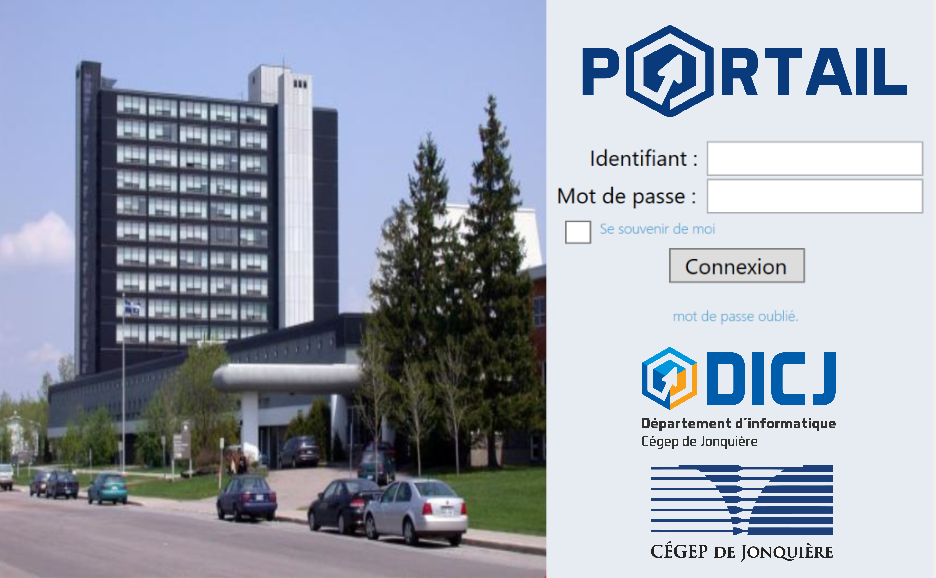 PORTAIL
Identifiant :
Mot de passe :
Se souvenir de moi
Connexion
mot de passe oublié.
DICJ
Département d'informatique
Cégep de Jonquière
CÉGEP DE JONQUIÈRE